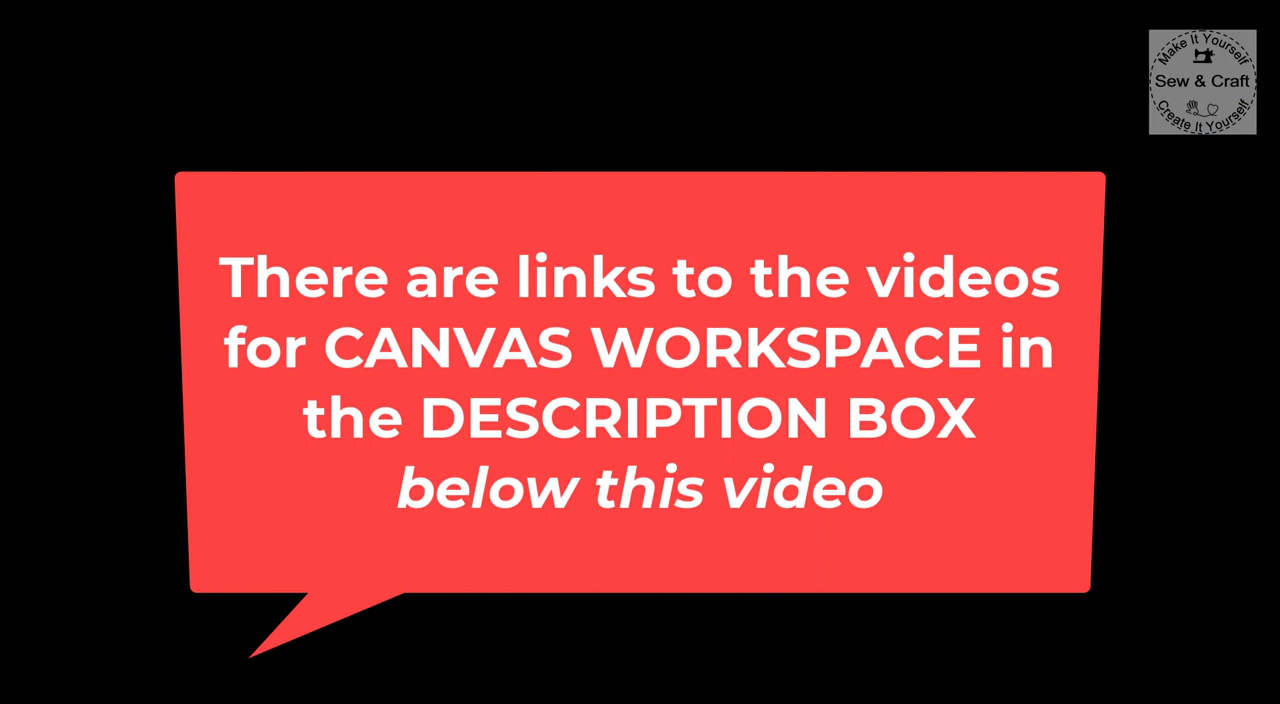 Make It Yourself
Sew & Craft
Create It Yourself
There are links to the videos
for CANVAS WORKSPACE in
the DESCRIPTION BOX
below this video